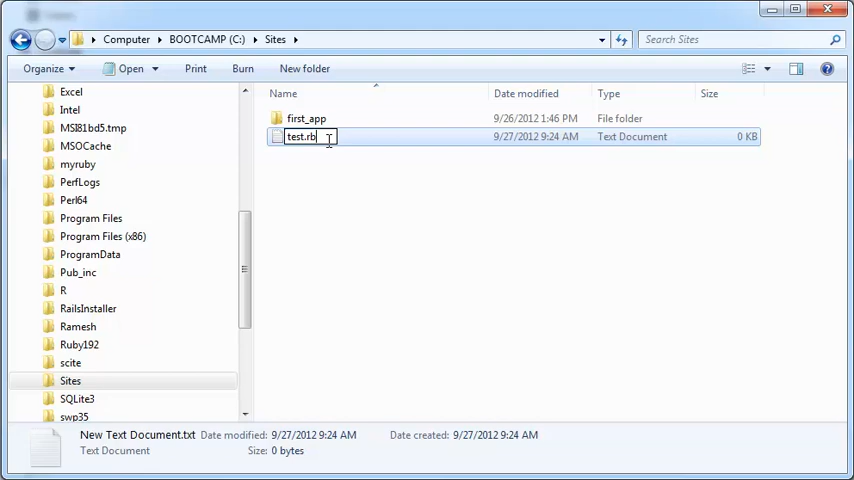 Computer BOOTCAMP (C:) Sites
Search Sites
Organize Open Print Burn New folder
Name Date modified Type Size
Excel
Intel
MSI81bd5.tmp
MSOCache
myruby
PerfLogs
Perl64
Program Files
Program Files (x86)
ProgramData
Pub_inc
R
RailsInstaller
Ramesh
Ruby192
scite
Sites
SQLite3
swp35
first_app 9/26/2012 1:46 PM File folder
test.rb 9/27/2012 9:24 AM Text Document 0 KB
New Text Document.txt Date modified: 9/27/2012 9:24 AM Date created: 9/27/2012 9:24 AM
Text Document Size: 0 bytes